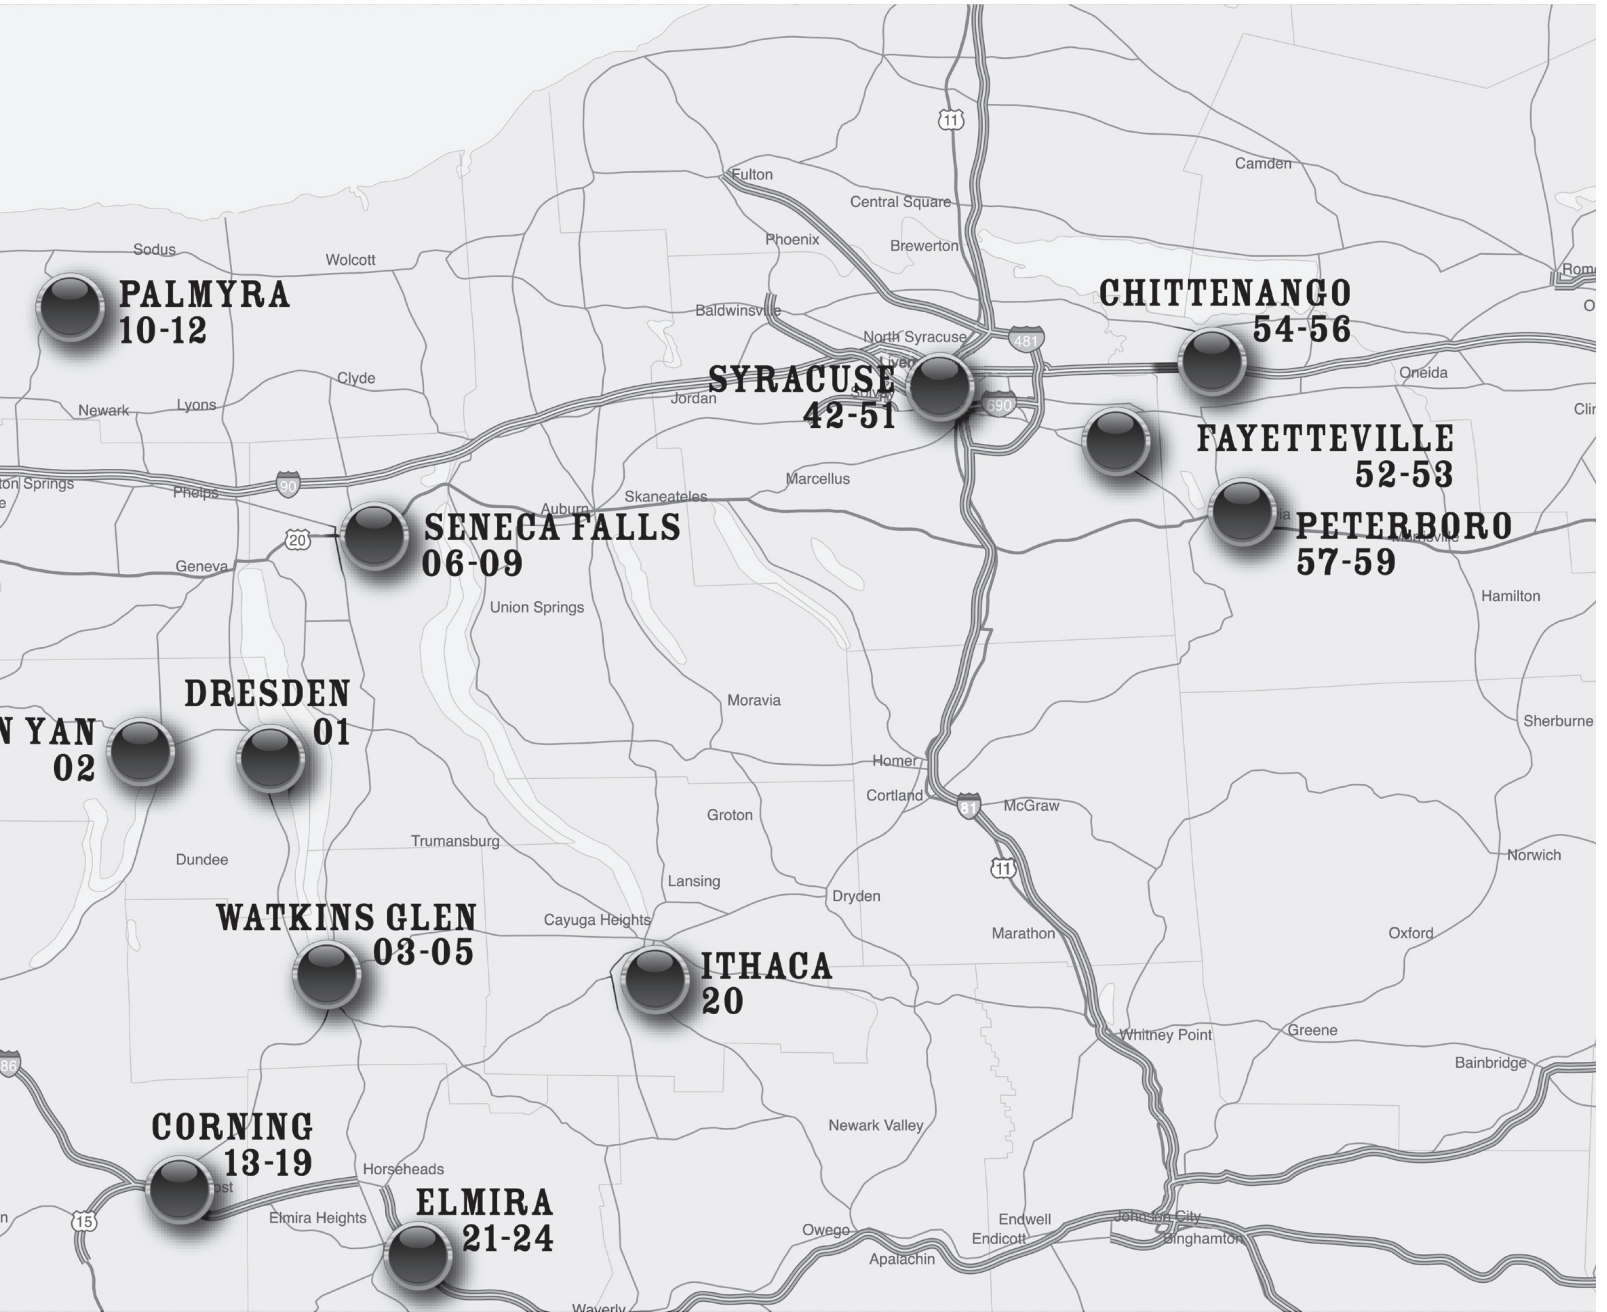 11
Camden
Fulton
Central Square
Phoenix
Brewerton
Sodus
Wolcott
PALMYRA
10-12
CHITTENANGO
54-56
Baldwinsville
North Syracuse
481
SYRACUSE
42-51
690
Oneida
Clyde
Jordan
Newark
Lyons
FAYETTEVILLE
52-53
90
Phelps
Marcellus
Skaneateles
Auburn
SENECA FALLS
06-09
20
Geneva
PETERBORO
57-59
Morrisville
Hamilton
Union Springs
DRESDEN
01
N YAN
02
Moravia
Sherburne
Homer
Cortland
81
McGraw
Groton
Trumansburg
Dundee
11
Norwich
Lansing
Dryden
WATKINS GLEN
03-05
Cayuga Heights
Marathon
Oxford
ITHACA
20
Whitney Point
Greene
Bainbridge
86
CORNING
13-19
Newark Valley
Horseheads
15
Elmira Heights
ELMIRA
21-24
Owego
Apalachin
Endwell
Endicott
Johnson City
Binghamton
Waverly